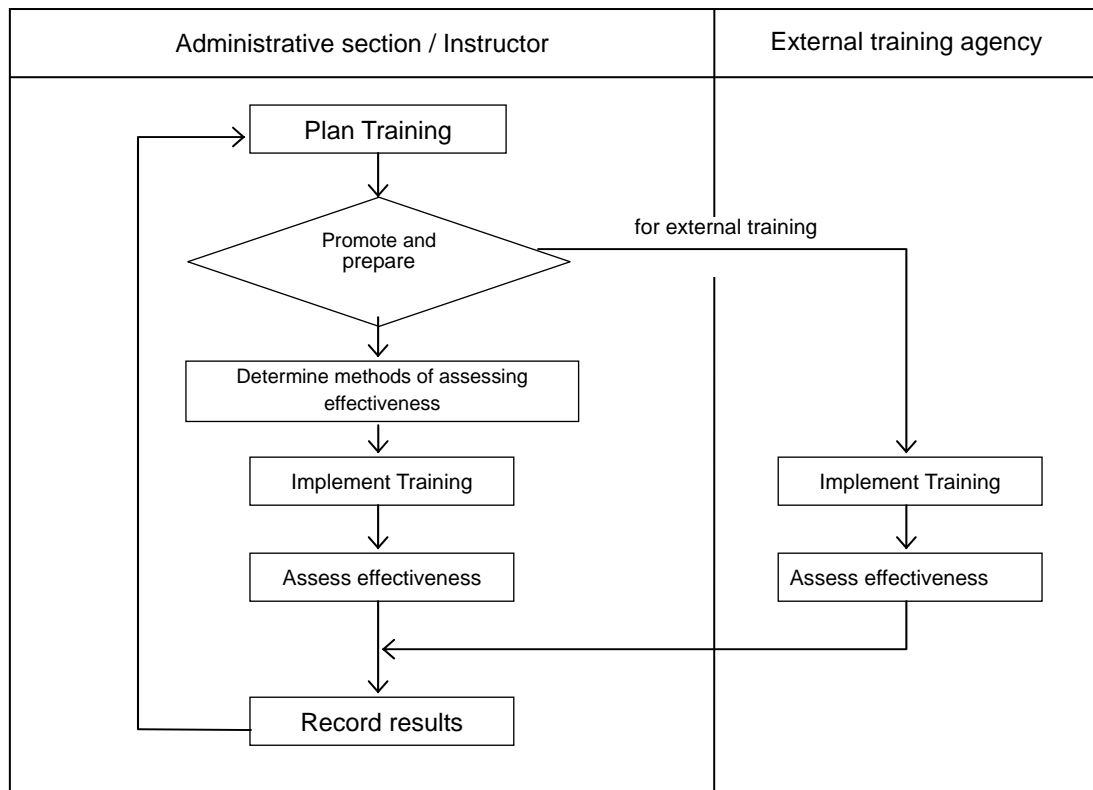 Administrative section / Instructor
External training agency
Plan Training
for external training
Promote and
prepare
Determine methods of assessing
effectiveness
Implement Training
Implement Training
Assess effectiveness
Assess effectiveness
Record results